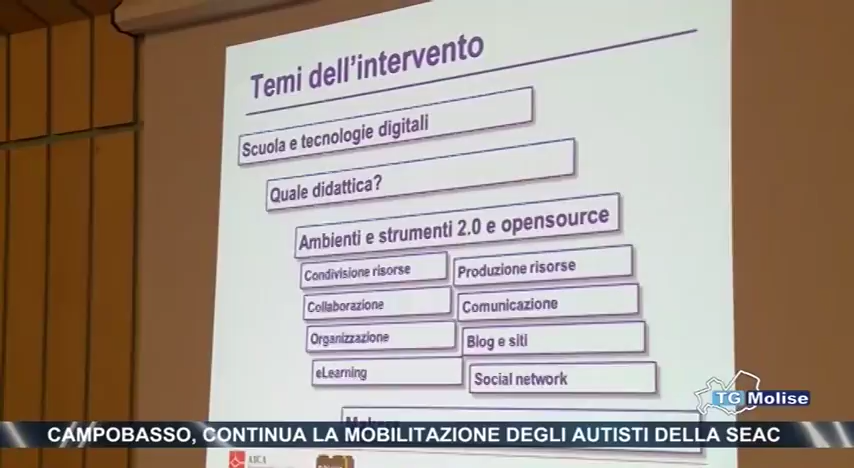 Temi dell'intervento
Scuola e tecnologie digitali
Quale didattica?
Ambienti e strumenti 2.0 e opensource
Condivisione risorse
Produzione risorse
Collaborazione
Comunicazione
Organizzazione
Blog e siti
eLearning
Social network
TG Molise
CAMPOBASSO, CONTINUA LA MOBILITAZIONE DEGLI AUTISTI DELLA SEAC
AICA